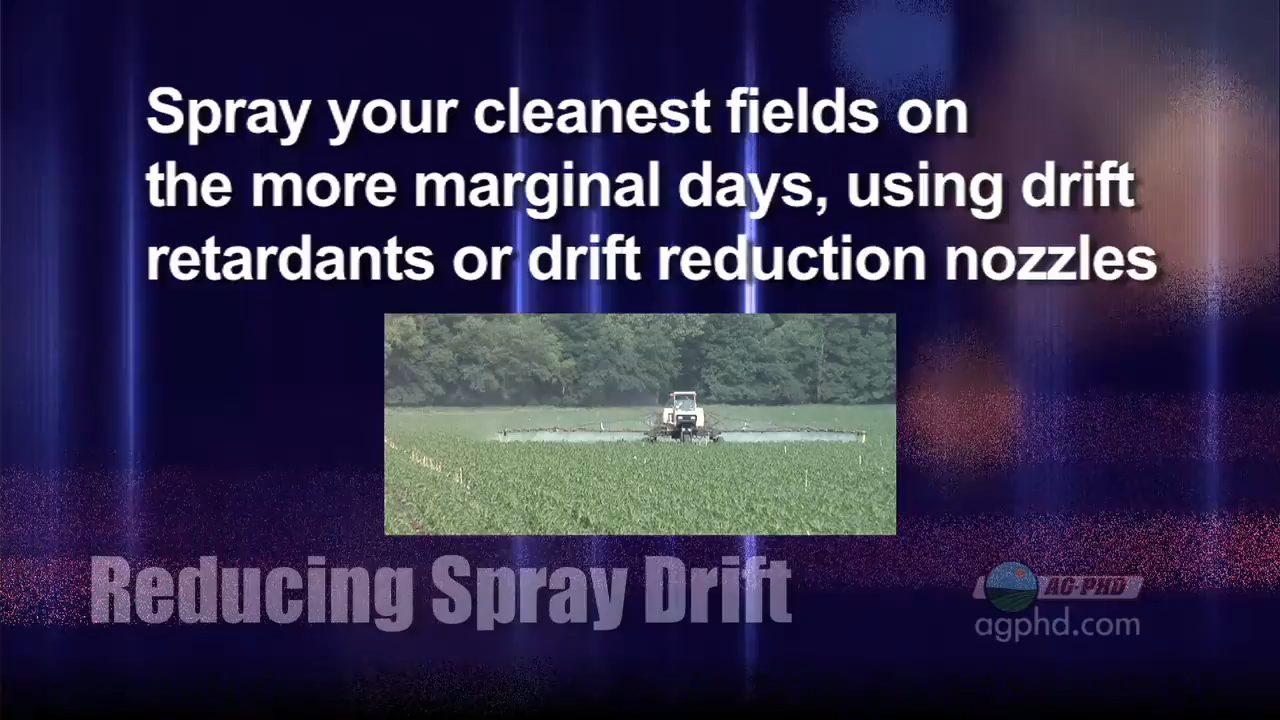 Spray your cleanest fields on
the more marginal days, using drift
retardants or drift reduction nozzles
Reducing Spray Drift
AG PHD
agphd.com